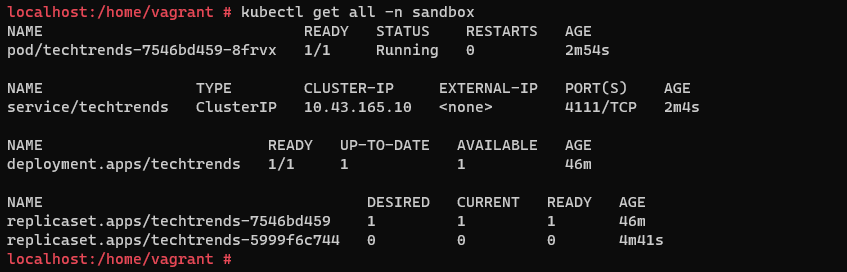 localhost:/home/vagrant # kubectl get all -n sandbox
NAME                             READY   STATUS    RESTARTS   AGE
pod/techtrends-7546bd459-8frvx   1/1     Running   0          2m54s

NAME                 TYPE        CLUSTER-IP     EXTERNAL-IP   PORT(S)    AGE
service/techtrends   ClusterIP   10.43.165.10   <none>        4111/TCP   2m4s

NAME                         READY   UP-TO-DATE   AVAILABLE   AGE
deployment.apps/techtrends   1/1     1            1           46m

NAME                                    DESIRED   CURRENT   READY   AGE
replicaset.apps/techtrends-7546bd459    1         1         1       46m
replicaset.apps/techtrends-5999f6c744   0         0         0       4m41s
localhost:/home/vagrant #